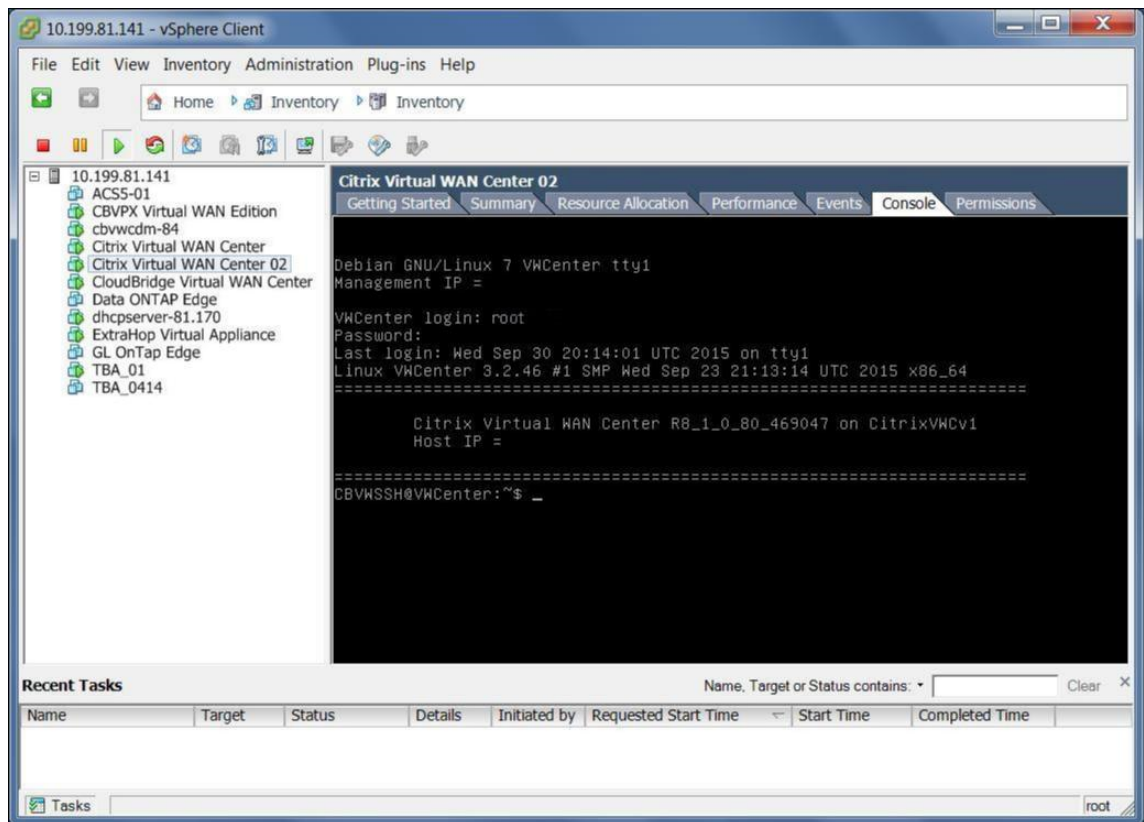 10.199.81.141 - vSphere Client
File Edit View Inventory Administration Plug-ins Help
Home Inventory Inventory
10.199.81.141
ACS5-01
CBVPX Virtual WAN Edition
cbvwcdm-84
Citrix Virtual WAN Center
Citrix Virtual WAN Center 02
CloudBridge Virtual WAN Center
Data ONTAP Edge
dhcpserver-81.170
ExtraHop Virtual Appliance
GL OnTap Edge
TBA_01
TBA_0414
Citrix Virtual WAN Center 02
Getting Started Summary Resource Allocation Performance Events Console Permissions
Debian GNU/Linux 7 VWCenter tty1
Management IP =
VWCenter login: root
Password:
Last login: Wed Sep 30 20:14:01 UTC 2015 on tty1
Linux VWCenter 3.2.46 #1 SMP Wed Sep 23 21:13:14 UTC 2015 x86_64
======================================================================
Citrix Virtual WAN Center R8_1_0_80_469047 on CitrixVWCv1
Host IP =
======================================================================
CBVWSSH@VWCenter:~$ _
Recent Tasks Name, Target or Status contains: Clear
Name Target Status Details Initiated by Requested Start Time Start Time Completed Time
Tasks root